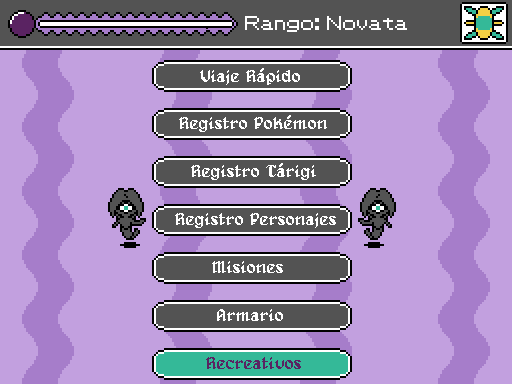 Rango: Novata
Viaje Rápido
Registro Pokémon
Registro Tárigi
Registro Personajes
Misiones
Armario
Recreativos